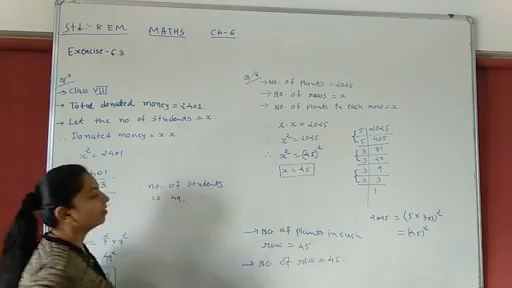 Std :- 8 EM MATHS Ch-6
Exercise-6.3
→ Class VIII
→ Total donated money = 2401
→ Let the no. of students = x
∴ Donated money = x·x
∴ x² = 2401
∴ no. of students
is 49.
= 7² × 7²
→ No. of plants = 2025
→ No. of rows = x
→ No. of plants in each row = x
∴ x·x = 2025
∴ x² = 2025
∴ x² = (45)²
∴ x = 45
5 2025
5 405
3 81
3 27
3 9
3 3
1
∴ 2025 = (5×3×3)²
= (45)²
→ No of plants in each
row = 45
→ No. of row = 45.